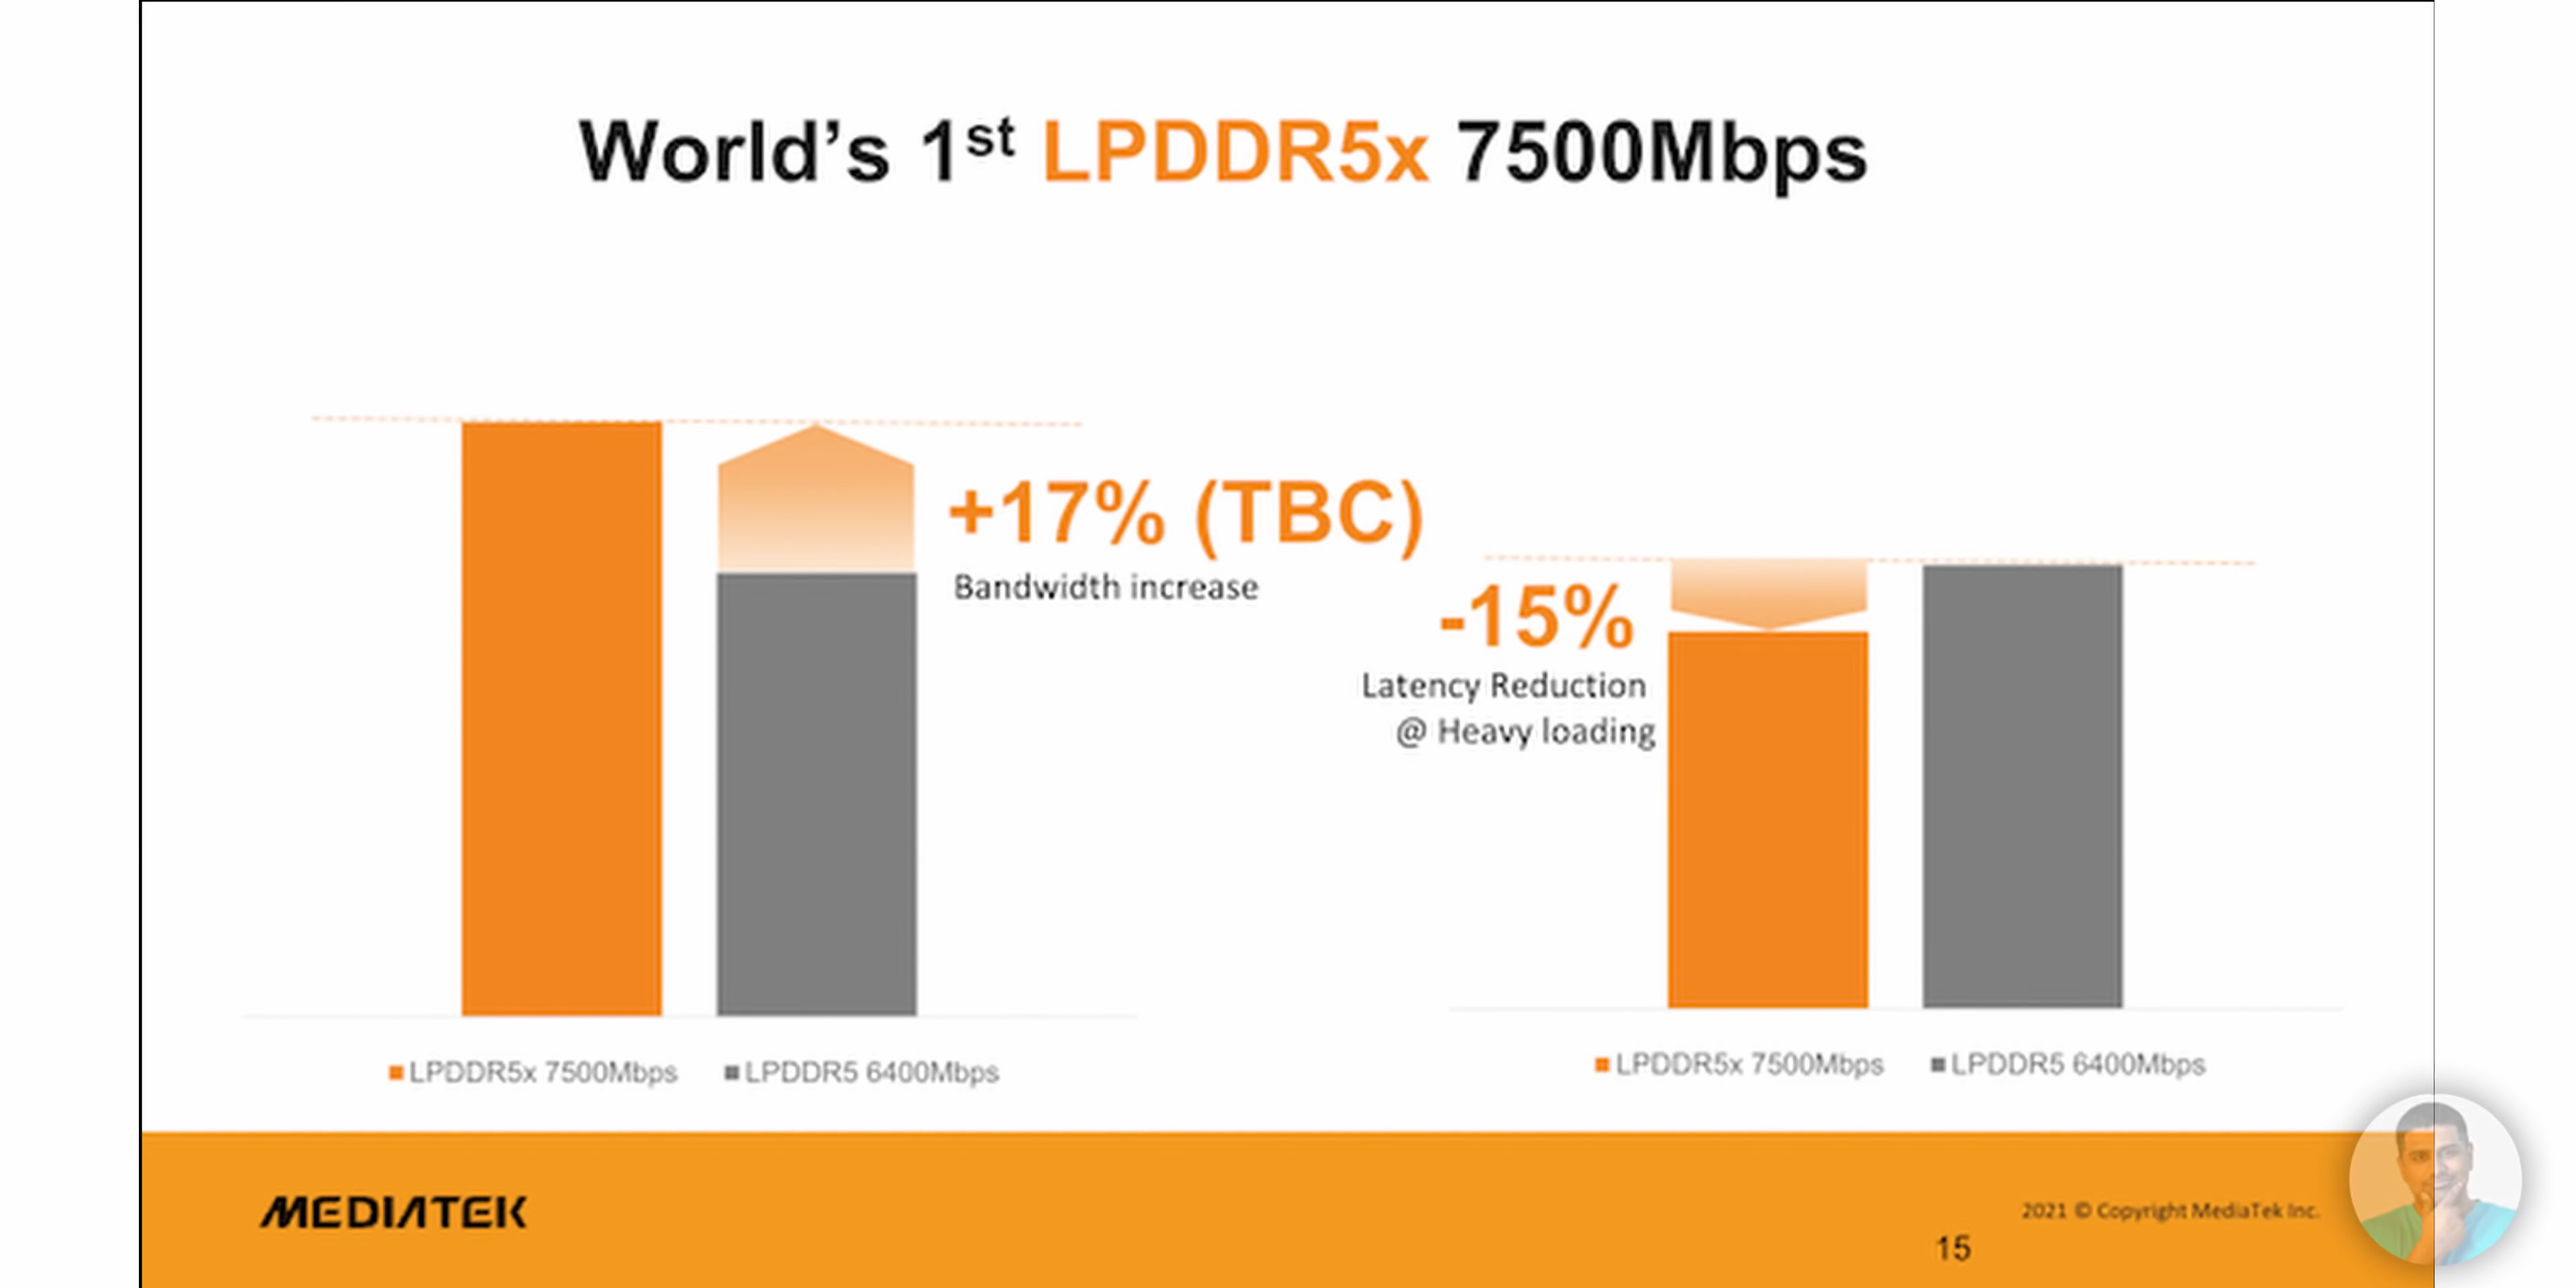 World's 1st LPDDR5x 7500Mbps
+17% (TBC)
Bandwidth increase
-15%
Latency Reduction
@ Heavy loading
LPDDR5x 7500Mbps LPDDR5 6400Mbps
LPDDR5x 7500Mbps LPDDR5 6400Mbps
MEDIATEK
2021 © Copyright MediaTek Inc.
15